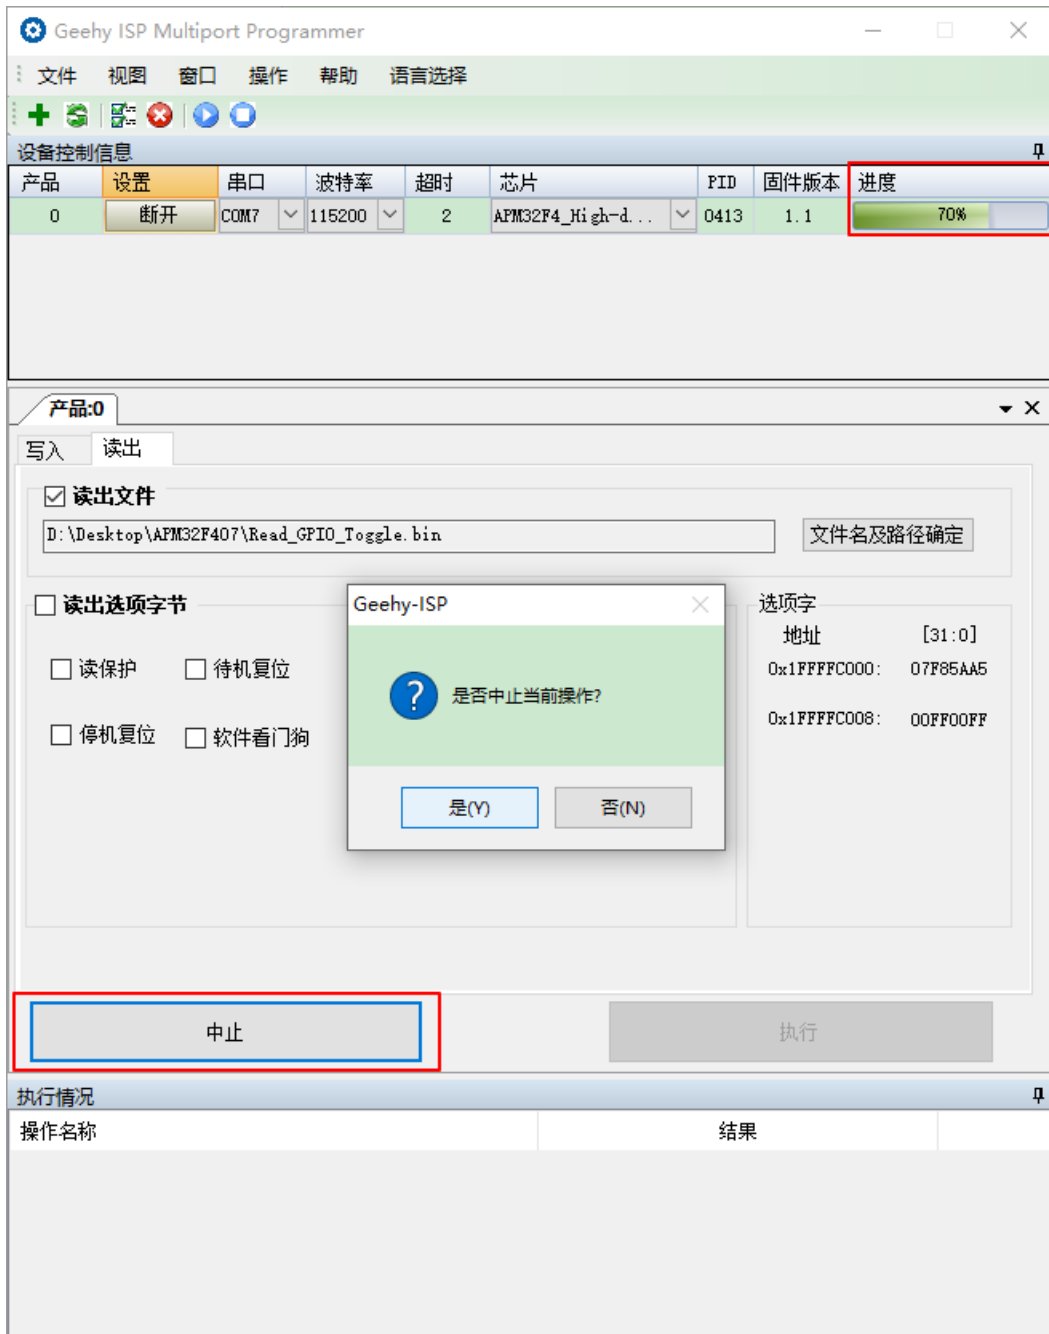 Geehy ISP Multiport Programmer
文件 视图 窗口 操作 帮助 语言选择
设备控制信息
产品 设置 串口 波特率 超时 芯片 PID 固件版本 进度
0 断开 COM7 115200 2 APM32F4_High-d... 0413 1.1 70%
产品:0
写入 读出
读出文件
D:\Desktop\APM32F407\Read_GPIO_Toggle.bin 文件名及路径确定
读出选项字节
读保护 待机复位
停机复位 软件看门狗
Geehy-ISP
是否中止当前操作?
是(Y) 否(N)
选项字
地址 [31:0]
0x1FFFFC000: 07F85AA5
0x1FFFFC008: 00FF00FF
中止 执行
执行情况
操作名称 结果